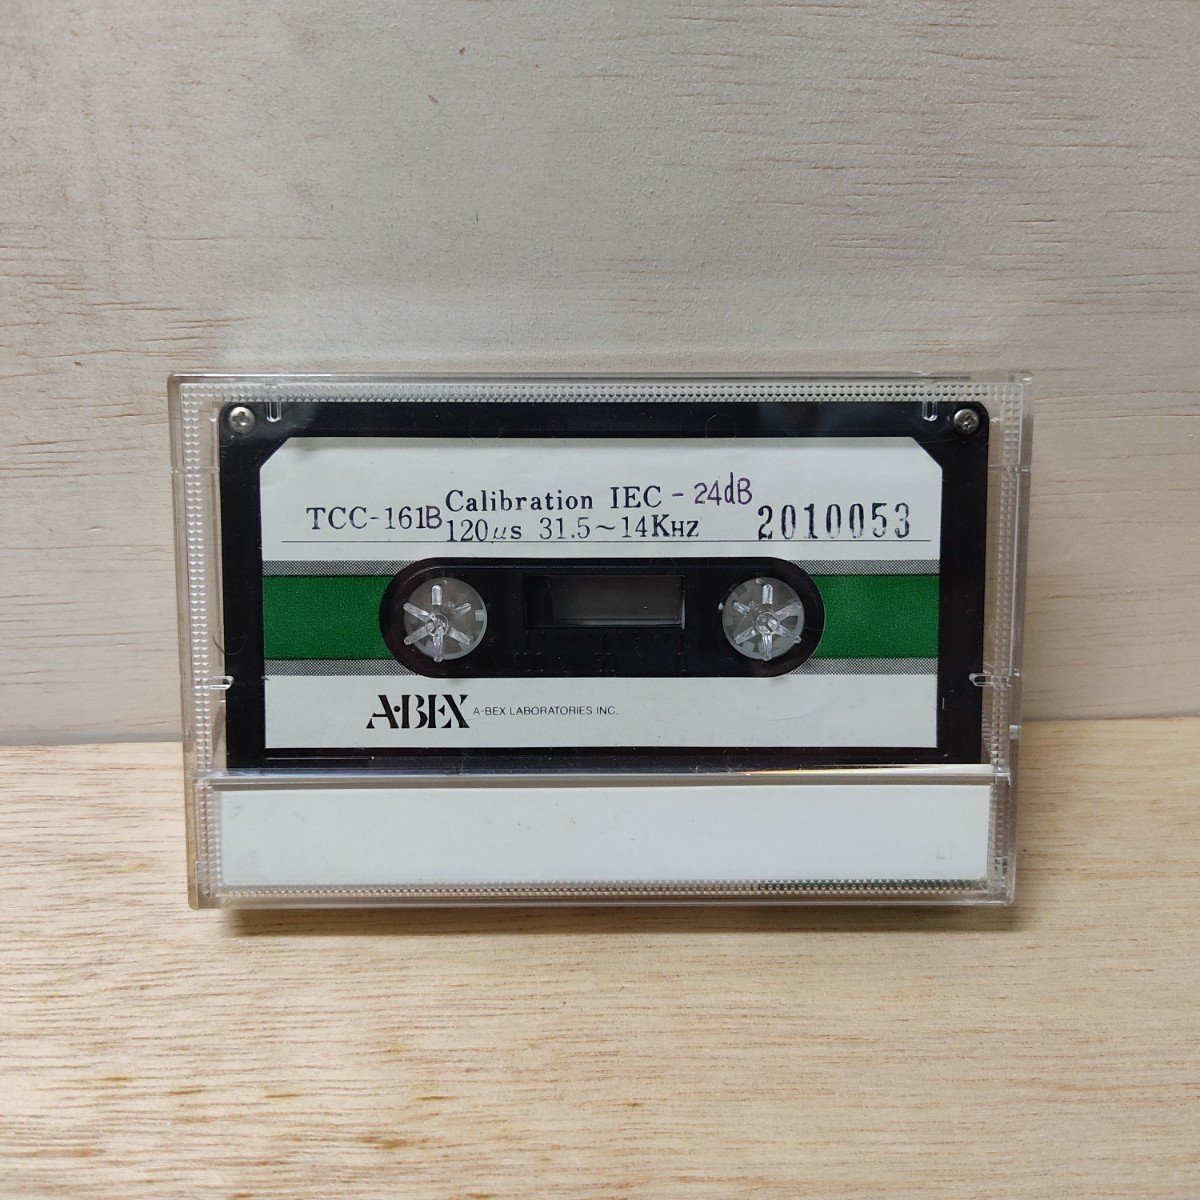 TCC-161B Calibration IEC - 24dB
120μs 31.5~14KHz 2010053
A·BEX A-BEX LABORATORIES INC.